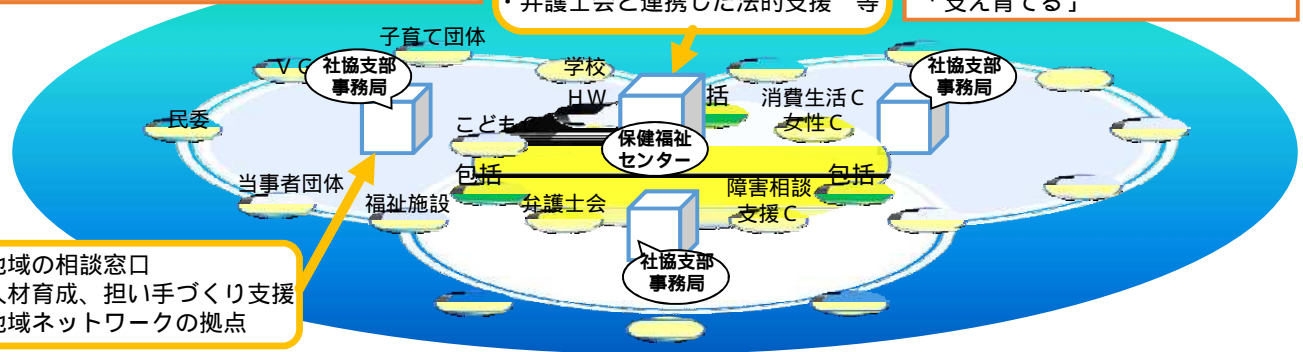 ・弁護士会と連携した法的支援 等
「支え育てる」
子育て団体
ＶＣ
社協支部
事務局
学校
ＨＷ
包括
社協支部
事務局
消費生活Ｃ
女性Ｃ
民委
こども
保健福祉
センター
包括
当事者団体
福祉施設
弁護士会
障害相談
支援Ｃ
包括
社協支部
事務局
地域の相談窓口
人材育成、担い手づくり支援
地域ネットワークの拠点